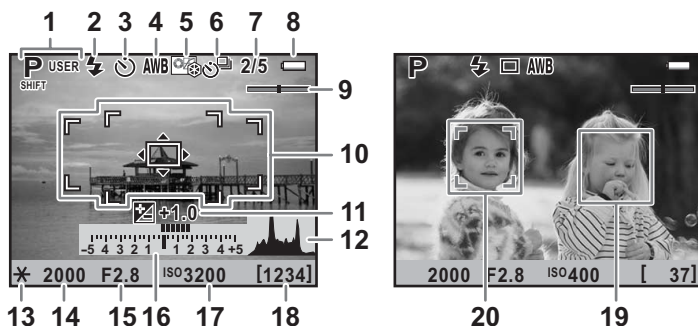 1 2 3 4 5 6 7 8
P USER AWB 2/5
SHIFT
9
10
+1.0 11
12
-5 4 3 2 1 1 2 3 4 +5
2000 F2.8 ISO3200 [1234]
13 14 15 16 17 18
P AWB
2000 F2.8 ISO400 [ 37]
20 19